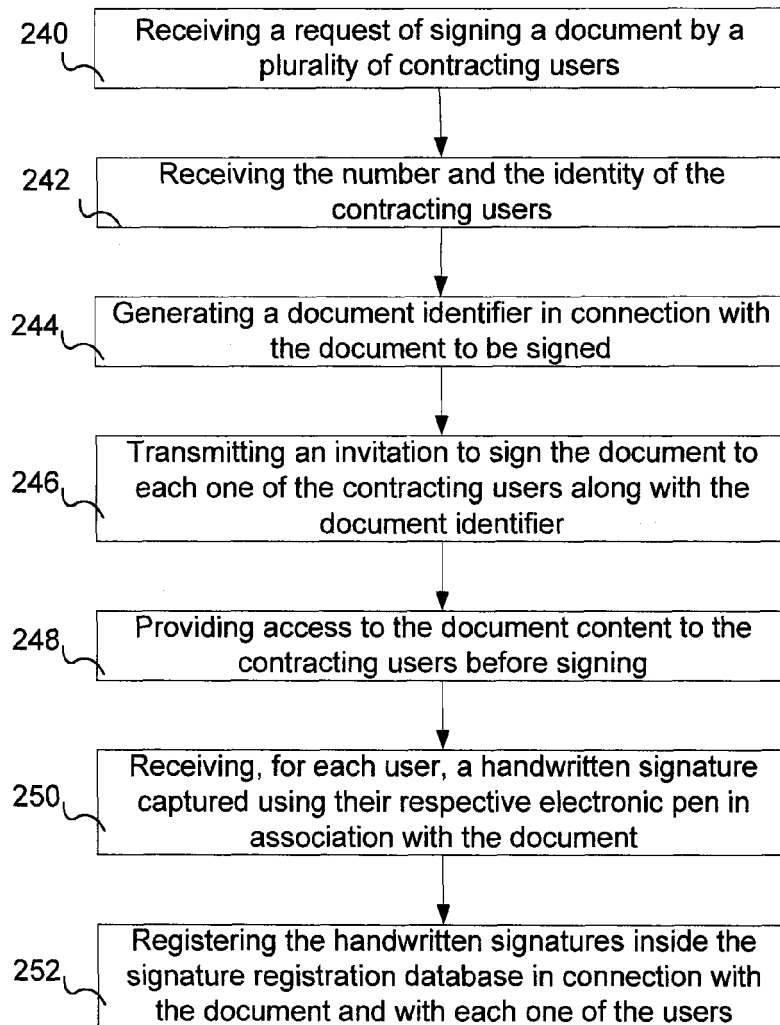 240
Receiving a request of signing a document by a
plurality of contracting users
242
Receiving the number and the identity of the
contracting users
244
Generating a document identifier in connection with
the document to be signed
246
Transmitting an invitation to sign the document to
each one of the contracting users along with the
document identifier
248
Providing access to the document content to the
contracting users before signing
250
Receiving, for each user, a handwritten signature
captured using their respective electronic pen in
association with the document
252
Registering the handwritten signatures inside the
signature registration database in connection with
the document and with each one of the users